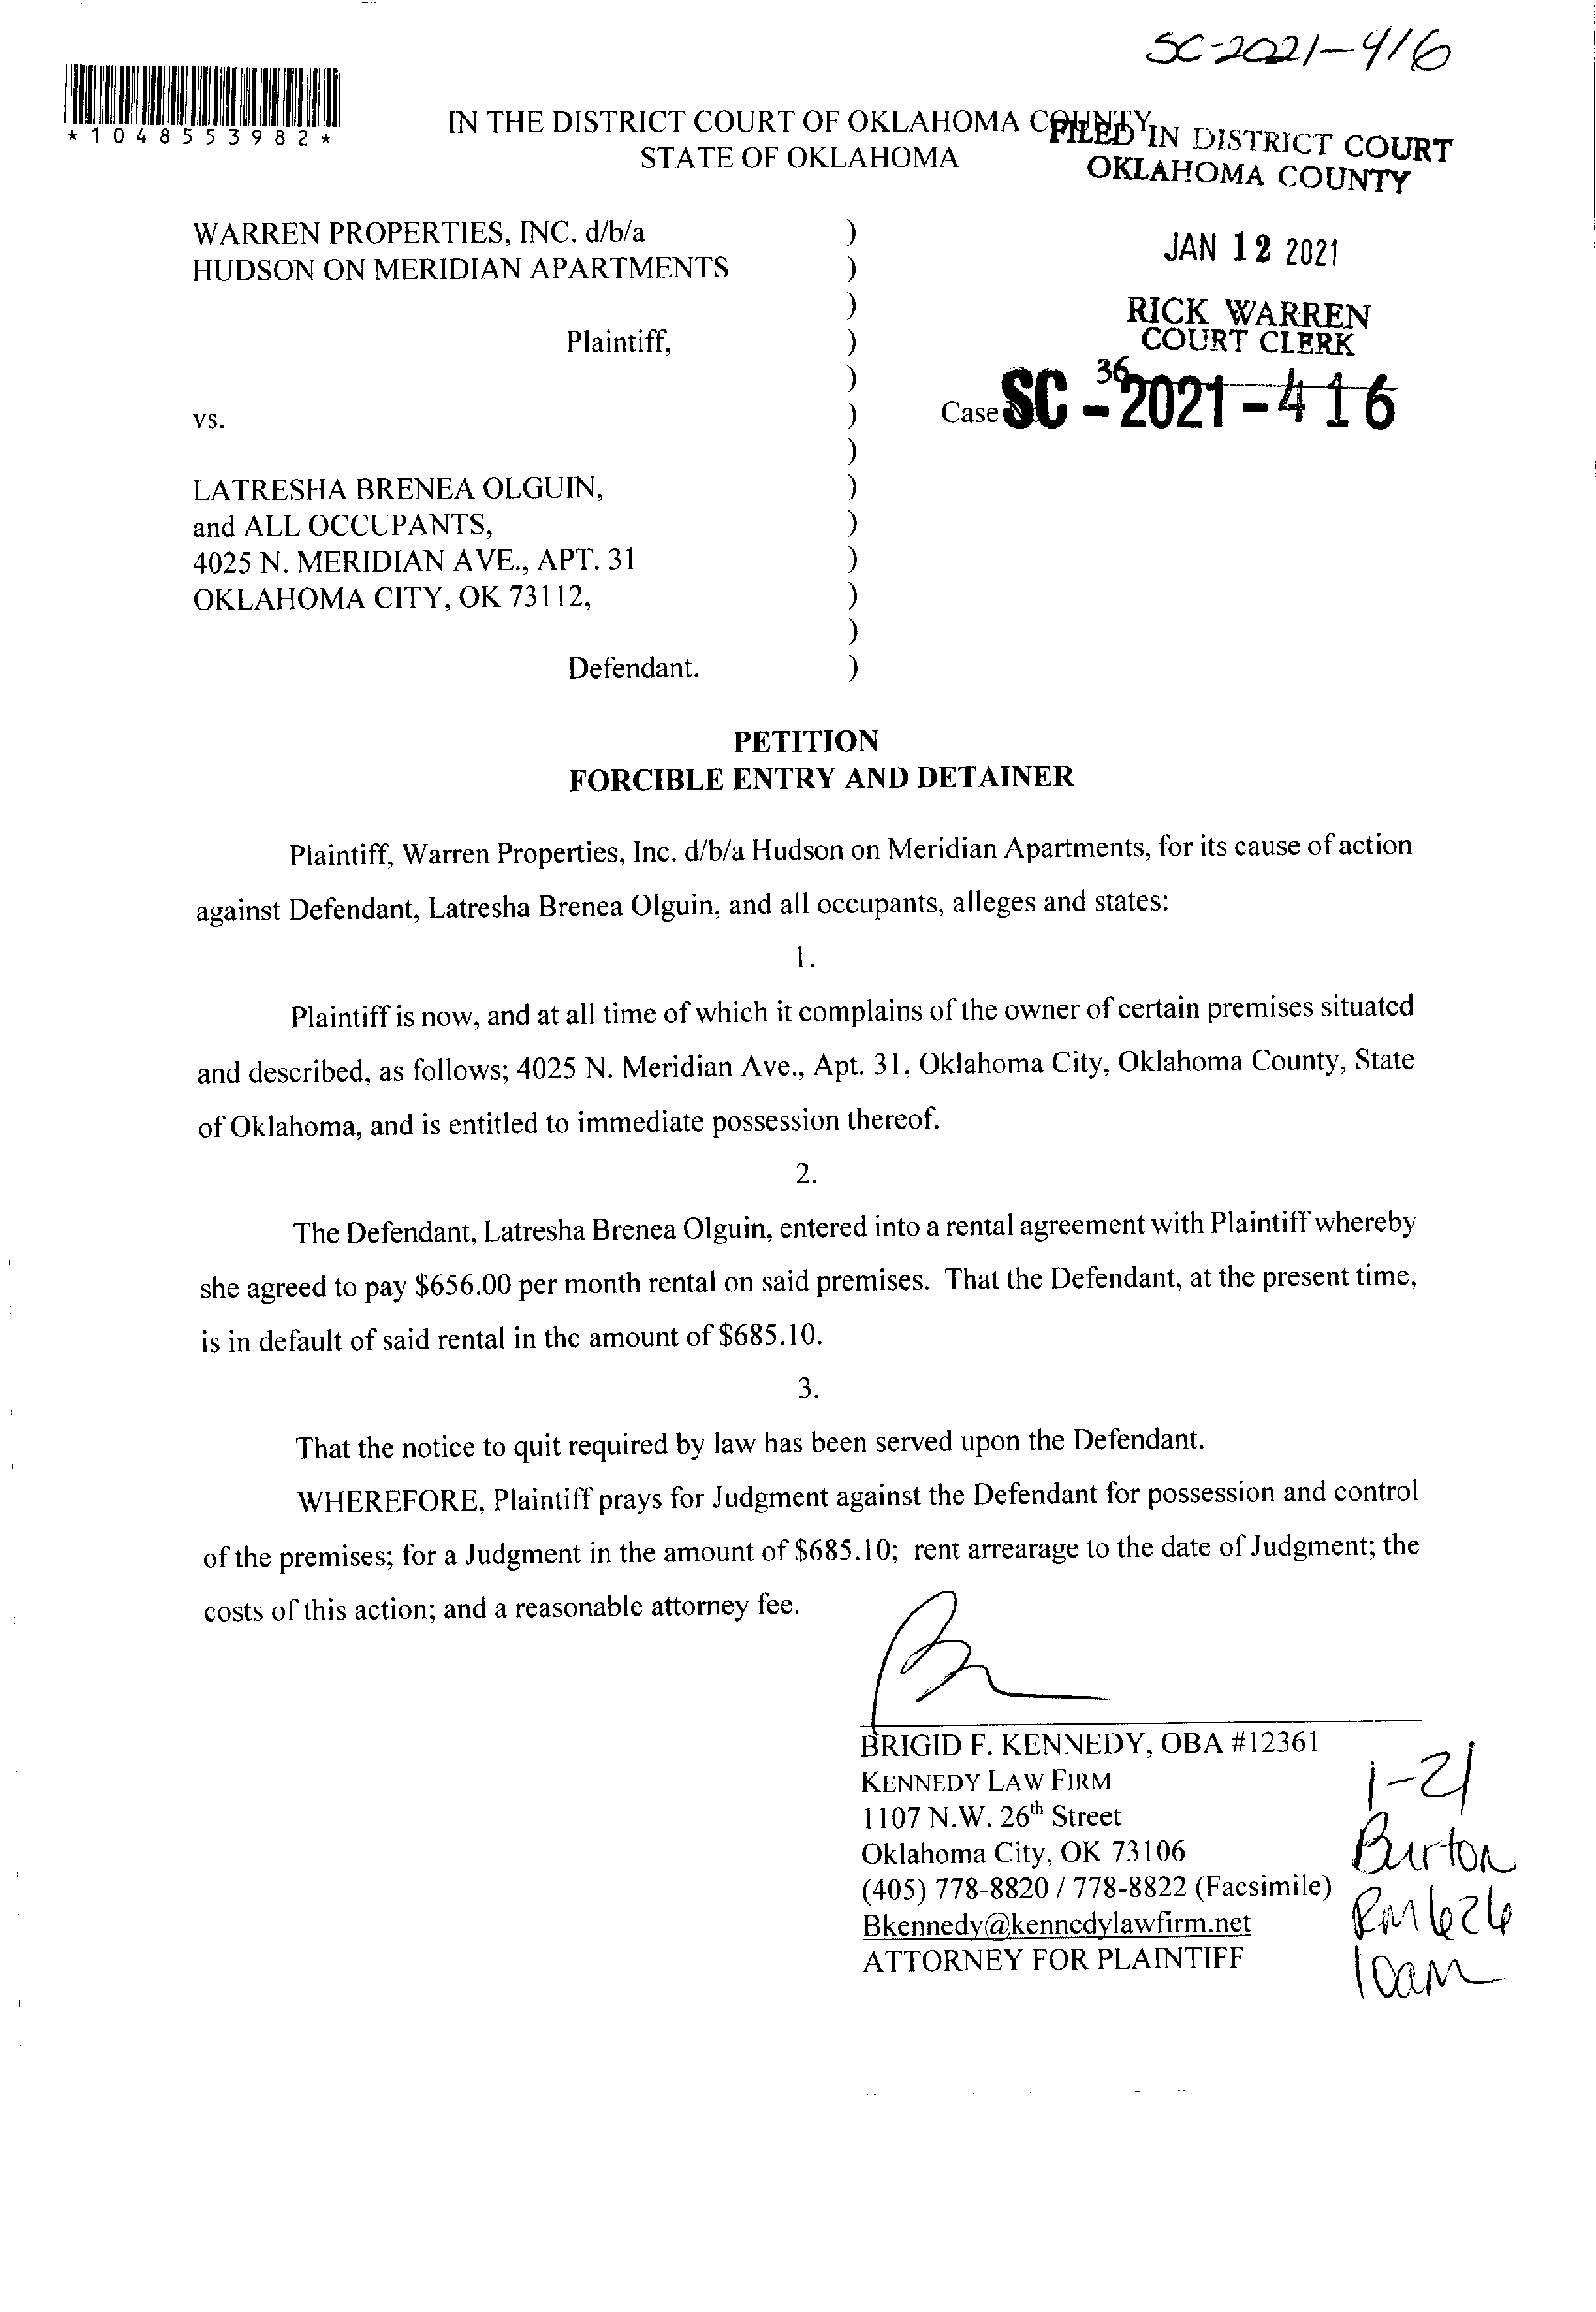 SC-2021-416
*1048553982*
IN THE DISTRICT COURT OF OKLAHOMA COUNTY
STATE OF OKLAHOMA
FILED IN DISTRICT COURT
OKLAHOMA COUNTY
JAN 12 2021
RICK WARREN
COURT CLERK
36
Case SC-2021-416
WARREN PROPERTIES, INC. d/b/a )
HUDSON ON MERIDIAN APARTMENTS )
)
Plaintiff, )
)
vs. )
)
LATRESHA BRENEA OLGUIN, )
and ALL OCCUPANTS, )
4025 N. MERIDIAN AVE., APT. 31 )
OKLAHOMA CITY, OK 73112, )
)
Defendant. )
PETITION
FORCIBLE ENTRY AND DETAINER
Plaintiff, Warren Properties, Inc. d/b/a Hudson on Meridian Apartments, for its cause of action
against Defendant, Latresha Brenea Olguin, and all occupants, alleges and states:
1.
Plaintiff is now, and at all time of which it complains of the owner of certain premises situated
and described, as follows; 4025 N. Meridian Ave., Apt. 31, Oklahoma City, Oklahoma County, State
of Oklahoma, and is entitled to immediate possession thereof.
2.
The Defendant, Latresha Brenea Olguin, entered into a rental agreement with Plaintiff whereby
she agreed to pay $656.00 per month rental on said premises. That the Defendant, at the present time,
is in default of said rental in the amount of $685.10.
3.
That the notice to quit required by law has been served upon the Defendant.
WHEREFORE, Plaintiff prays for Judgment against the Defendant for possession and control
of the premises; for a Judgment in the amount of $685.10; rent arrearage to the date of Judgment; the
costs of this action; and a reasonable attorney fee.
BRIGID F. KENNEDY, OBA #12361
KENNEDY LAW FIRM
1107 N.W. 26th Street
Oklahoma City, OK 73106
(405) 778-8820 / 778-8822 (Facsimile)
Bkennedy@kennedylawfirm.net
ATTORNEY FOR PLAINTIFF
1-21
Burton
Rm 626
10am